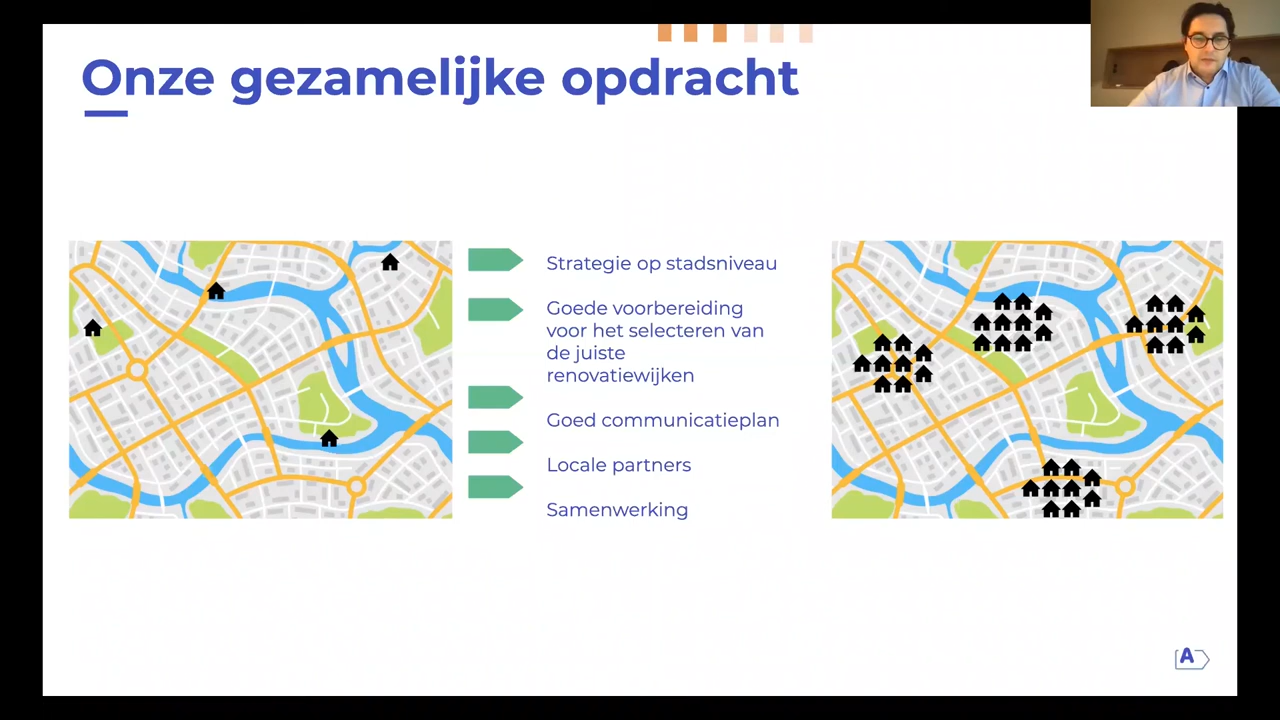 Onze gezamelijke opdracht
Strategie op stadsniveau
Goede voorbereiding
voor het selecteren van
de juiste
renovatiewijken
Goed communicatieplan
Locale partners
Samenwerking
A